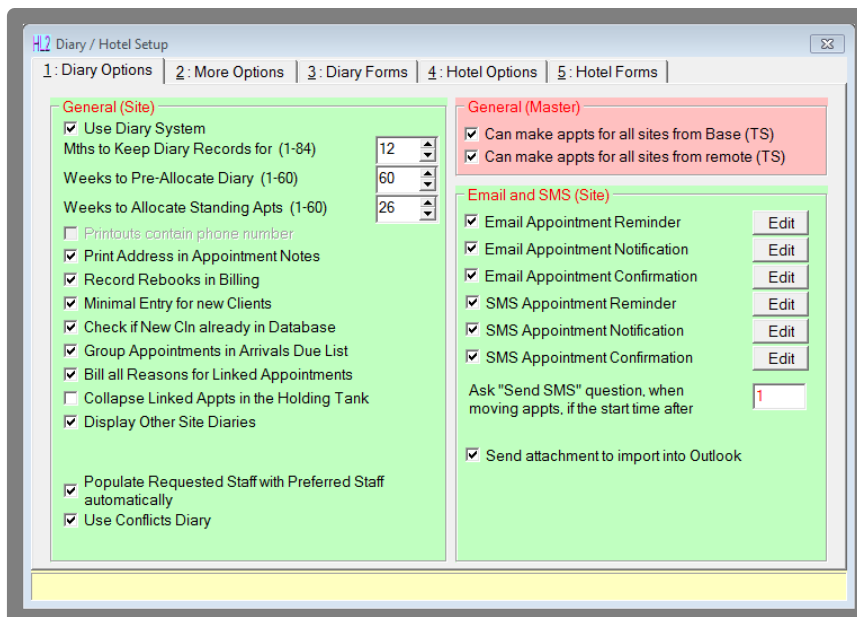 HL2 Diary / Hotel Setup
1 : Diary Options
2 : More Options
3 : Diary Forms
4 : Hotel Options
5 : Hotel Forms
General (Site)
Use Diary System
Mths to Keep Diary Records for (1-84)
12
Weeks to Pre-Allocate Diary (1-60)
60
Weeks to Allocate Standing Apts (1-60)
26
Printouts contain phone number
Print Address in Appointment Notes
Record Rebooks in Billing
Minimal Entry for new Clients
Check if New Cln already in Database
Group Appointments in Arrivals Due List
Bill all Reasons for Linked Appointments
Collapse Linked Appts in the Holding Tank
Display Other Site Diaries
Populate Requested Staff with Preferred Staff
automatically
Use Conflicts Diary
General (Master)
Can make appts for all sites from Base (TS)
Can make appts for all sites from remote (TS)
Email and SMS (Site)
Email Appointment Reminder Edit
Email Appointment Notification Edit
Email Appointment Confirmation Edit
SMS Appointment Reminder Edit
SMS Appointment Notification Edit
SMS Appointment Confirmation Edit
Ask "Send SMS" question, when
moving appts, if the start time after
1
Send attachment to import into Outlook